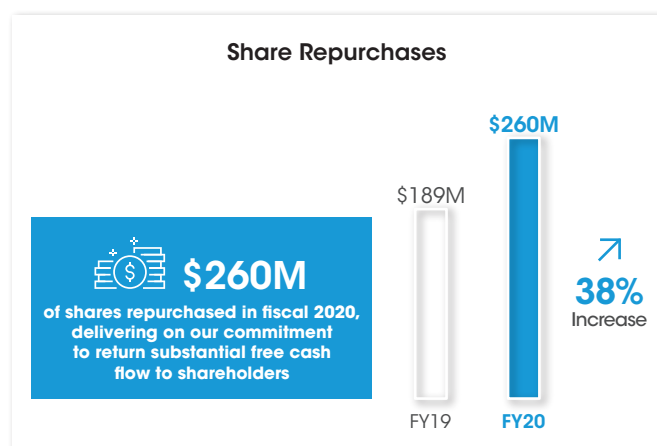 Share Repurchases
$260M
$189M
$260M
of shares repurchased in fiscal 2020,
delivering on our commitment
to return substantial free cash
flow to shareholders
38%
Increase
FY19
FY20